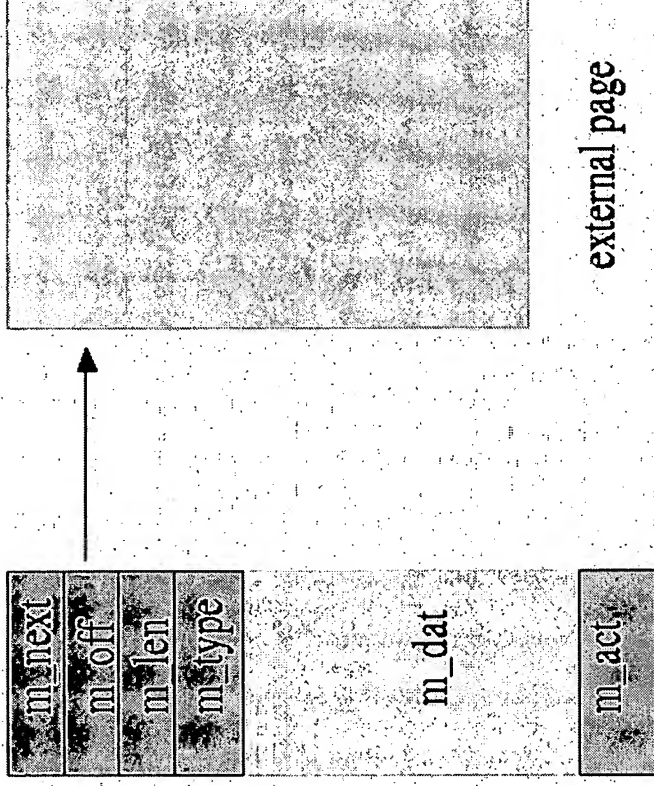 m_next
m_off
m_len
m_type
m_dat
m_act
external page